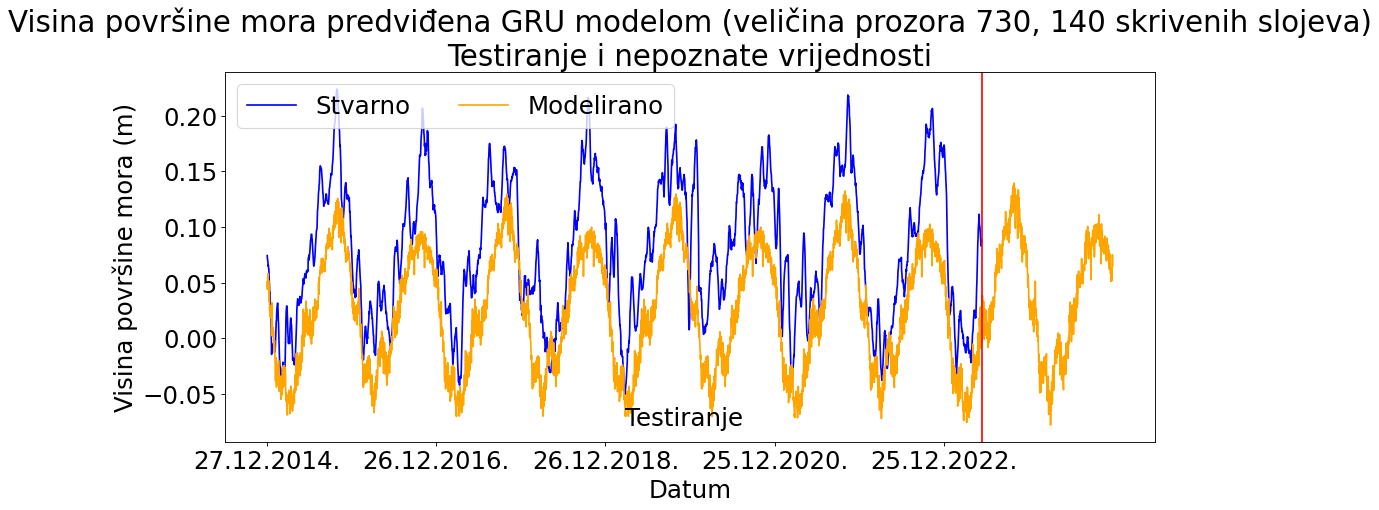 Visina površine mora predviđena GRU modelom (veličina prozora 730, 140 skrivenih slojeva)
Testiranje i nepoznate vrijednosti
Stvarno
Modelirano
Visina površine mora (m)
0.20
0.15
0.10
0.05
0.00
−0.05
Testiranje
27.12.2014.
26.12.2016.
26.12.2018.
25.12.2020.
25.12.2022.
Datum